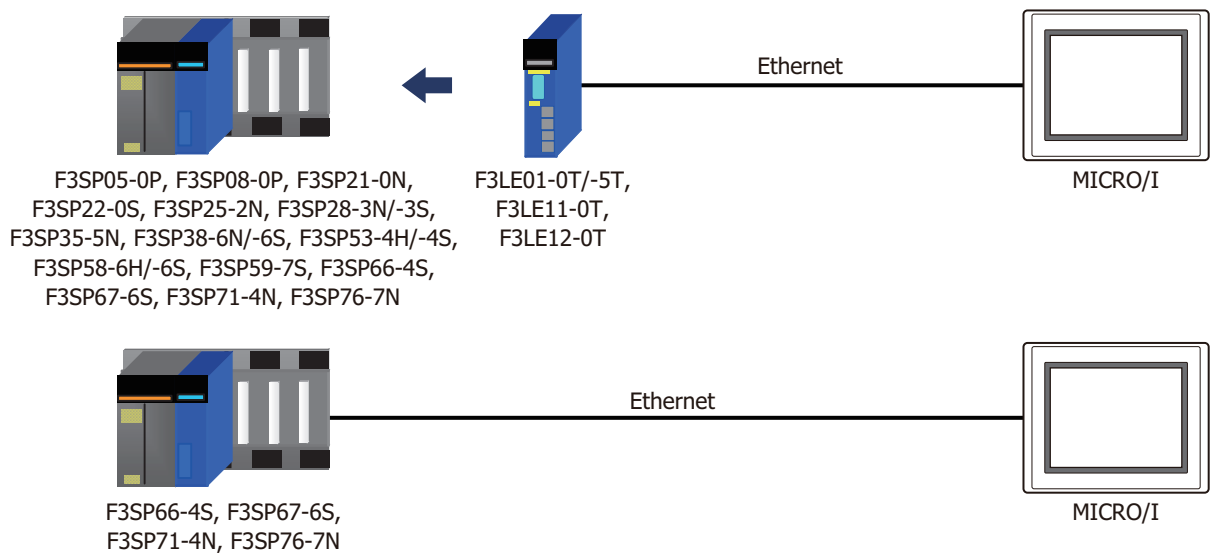 Ethernet
F3SP05-0P, F3SP08-0P, F3SP21-0N,
F3SP22-0S, F3SP25-2N, F3SP28-3N/-3S,
F3SP35-5N, F3SP38-6N/-6S, F3SP53-4H/-4S,
F3SP58-6H/-6S, F3SP59-7S, F3SP66-4S,
F3SP67-6S, F3SP71-4N, F3SP76-7N
F3LE01-0T/-5T,
F3LE11-0T,
F3LE12-0T
MICRO/I
Ethernet
F3SP66-4S, F3SP67-6S,
F3SP71-4N, F3SP76-7N
MICRO/I